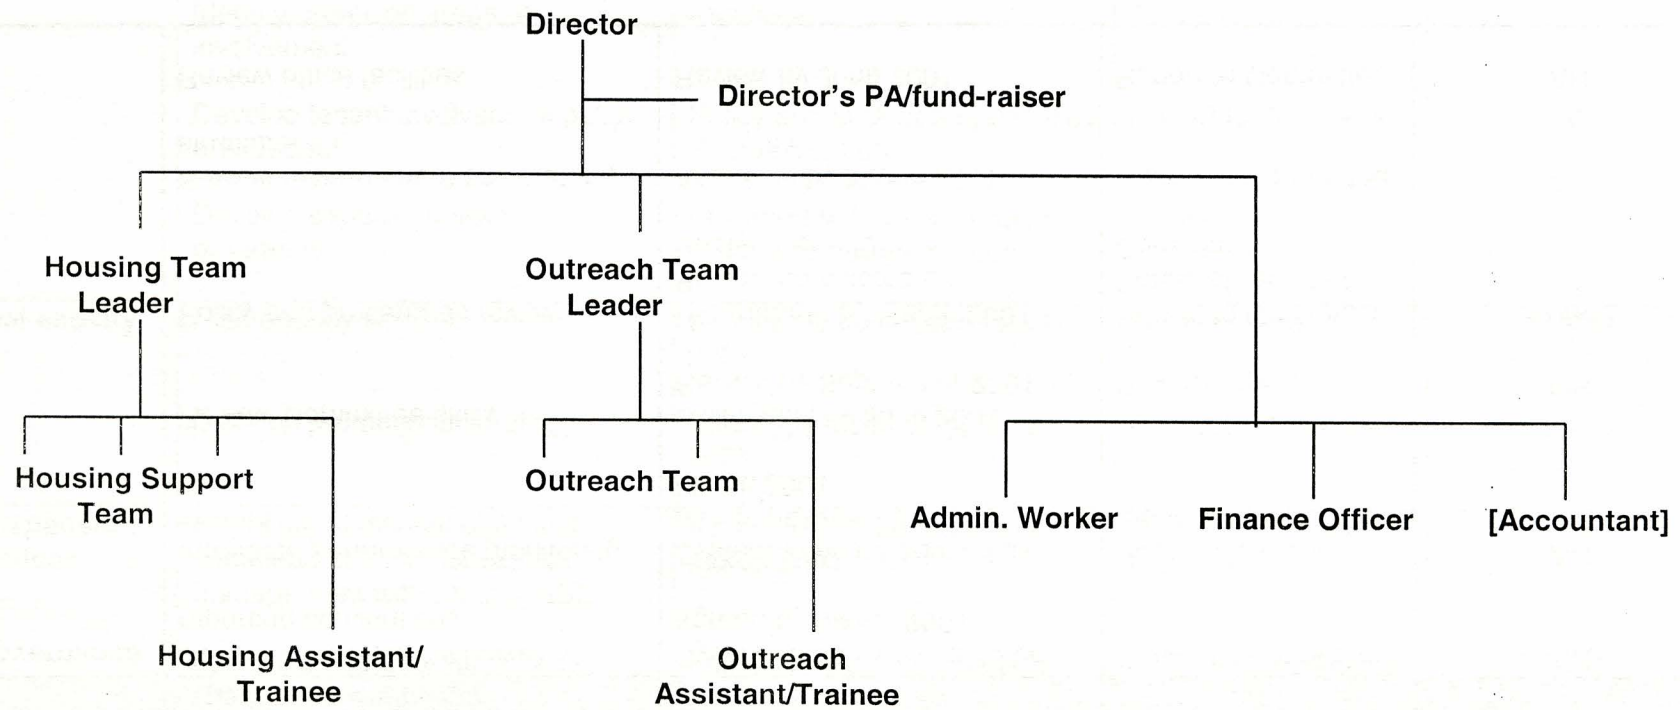 Director
Director's PA/fund-raiser
Housing Team
Leader
Outreach Team
Leader
Housing Support
Team
Outreach Team
Admin. Worker
Finance Officer
[Accountant]
Housing Assistant/
Trainee
Outreach
Assistant/Trainee